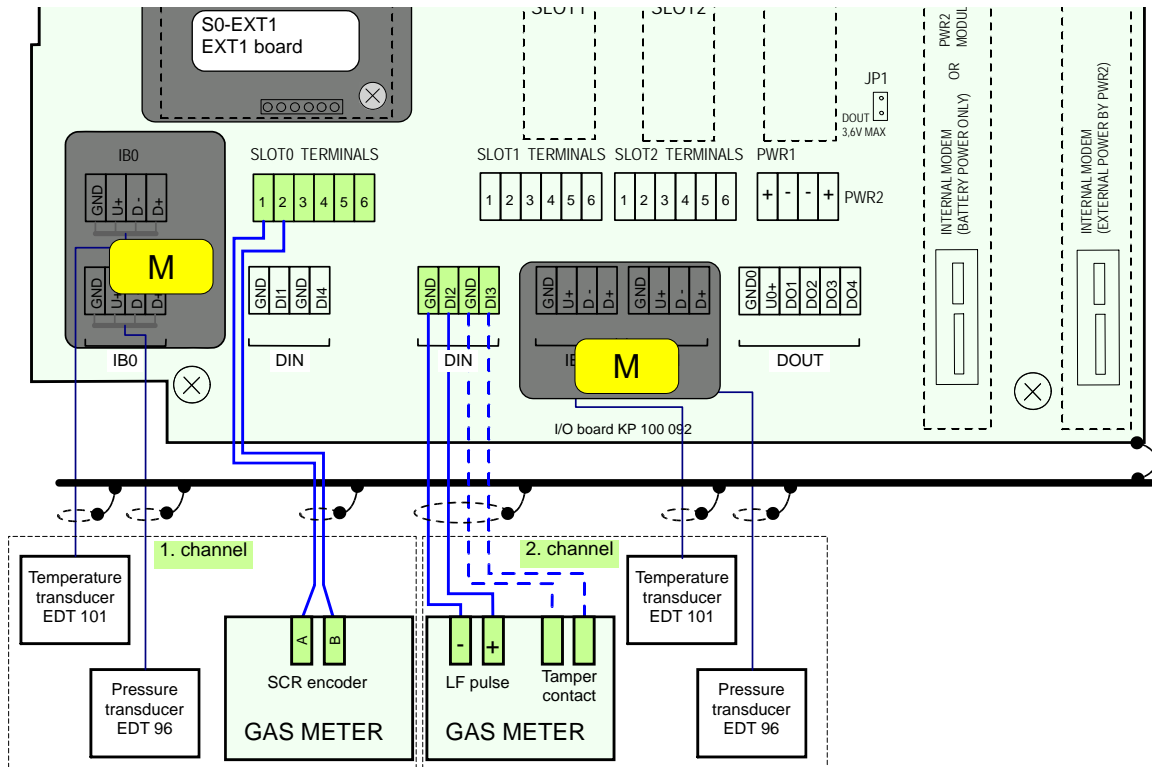 SLOT1
SLOT2
S0-EXT1
EXT1 board
PWR2
MODUL
OR
INTERNAL MODEM
(BATTERY POWER ONLY)
INTERNAL MODEM
(EXTERNAL POWER BY PWR2)
JP1
DOUT
3,6V MAX
IB0
GND U+ D - D+
SLOT0 TERMINALS
1 2 3 4 5 6
SLOT1 TERMINALS
1 2 3 4 5 6
SLOT2 TERMINALS
1 2 3 4 5 6
PWR1
+ - - +
PWR2
M
GND U+ D D+
IB0
GND DI1 GND DI4
DIN
GND DI2 GND DI3
DIN
GND U+ D - D+ GND U+ D- D+
M
GND0 U0+ DO1 DO2 DO3 DO4
DOUT
I/O board KP 100 092
1. channel
2. channel
Temperature
transducer
EDT 101
Pressure
transducer
EDT 96
A B
SCR encoder
GAS METER
- +
LF pulse
Tamper
contact
GAS METER
Temperature
transducer
EDT 101
Pressure
transducer
EDT 96